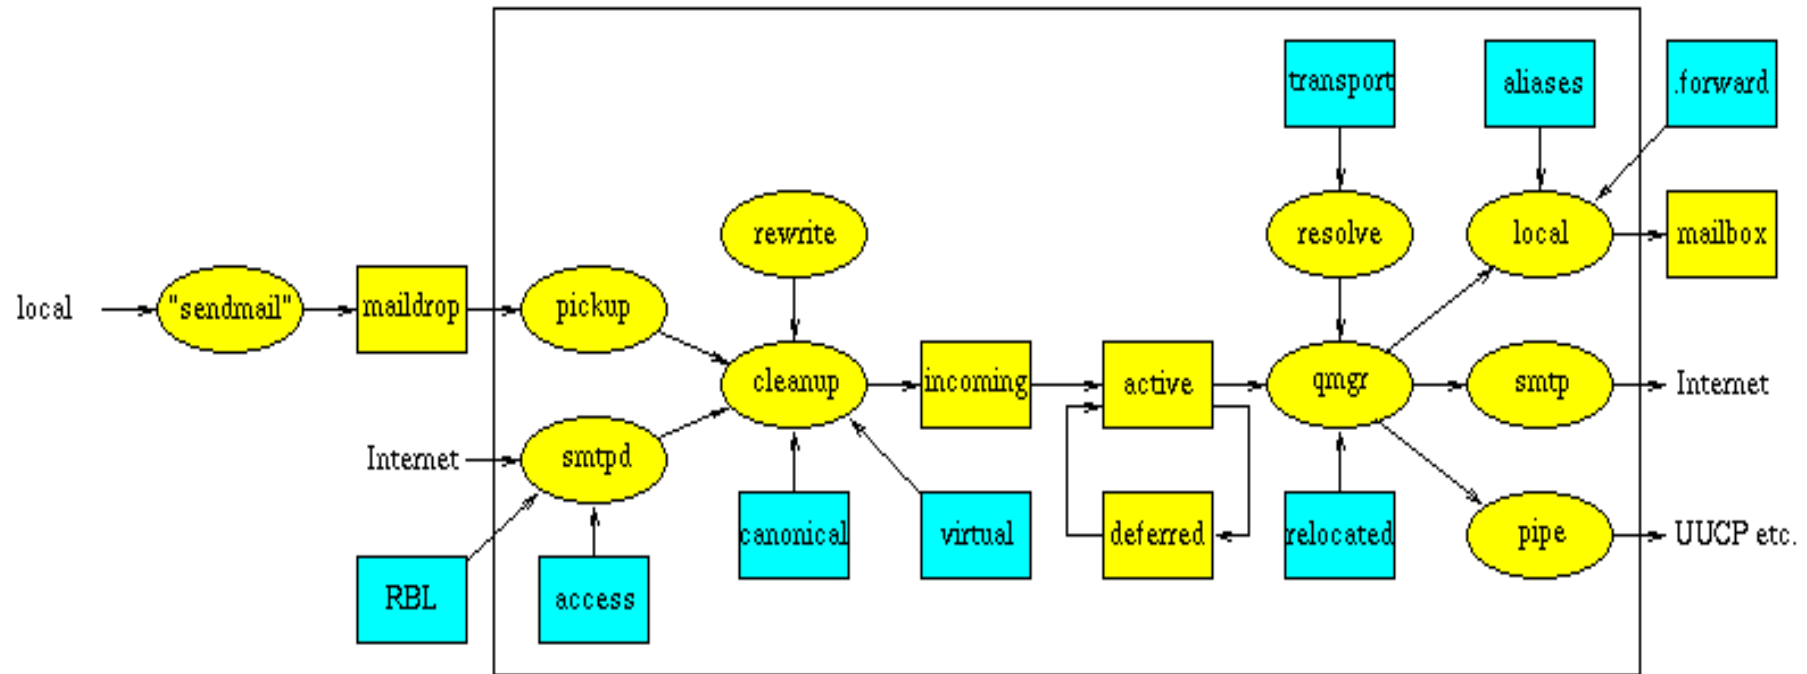 transport
aliases
.forward
rewrite
resolve
local
mailbox
local
"sendmail"
maildrop
pickup
cleanup
incoming
active
qmgr
smtp
Internet
Internet
smtpd
canonical
virtual
deferred
relocated
pipe
UUCP etc.
RBL
access